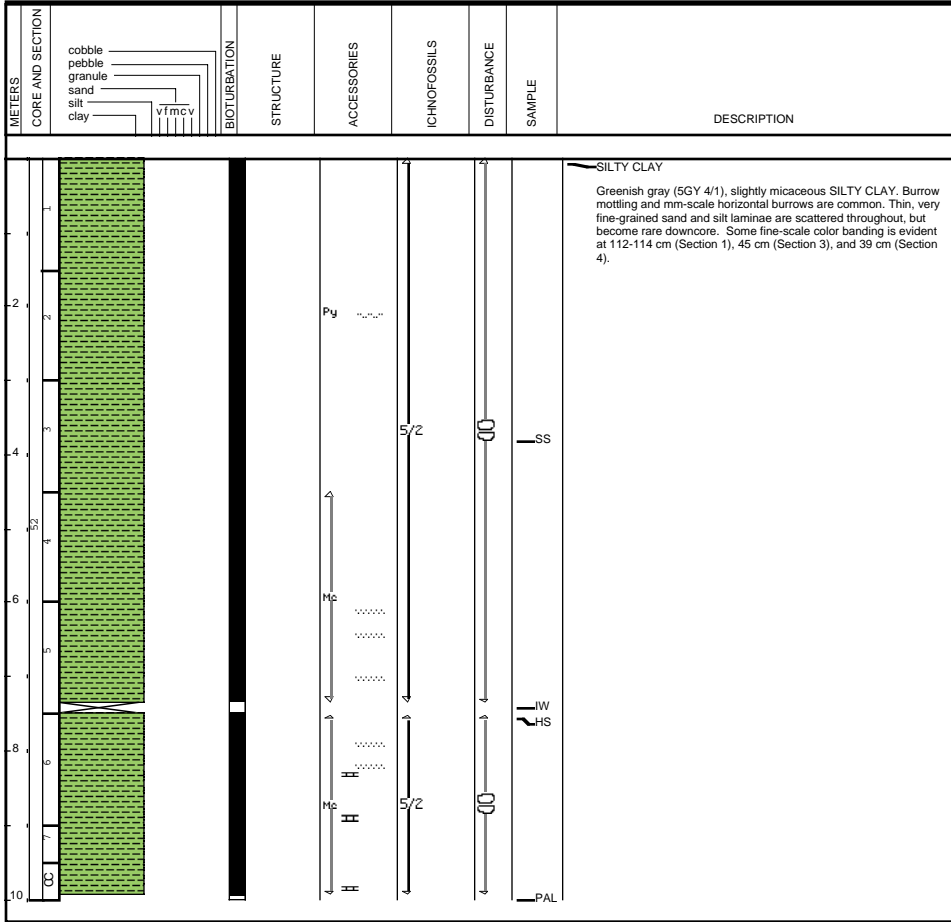 METERS
CORE AND SECTION
cobble
pebble
granule
sand
silt
clay
vfmcv
BIOTURBATION
STRUCTURE
ACCESSORIES
ICHNOFOSSILS
DISTURBANCE
SAMPLE
DESCRIPTION
SILTY CLAY
Greenish gray (5GY 4/1), slightly micaceous SILTY CLAY. Burrow
mottling and mm-scale horizontal burrows are common. Thin, very
fine-grained sand and silt laminae are scattered throughout, but
become rare downcore. Some fine-scale color banding is evident
at 112-114 cm (Section 1), 45 cm (Section 3), and 39 cm (Section
4).
1
2
2
Py
3
5/2
SS
4
52
4
6
Mc
5
IW
HS
8
6
Mc
5/2
7
CC
10
PAL